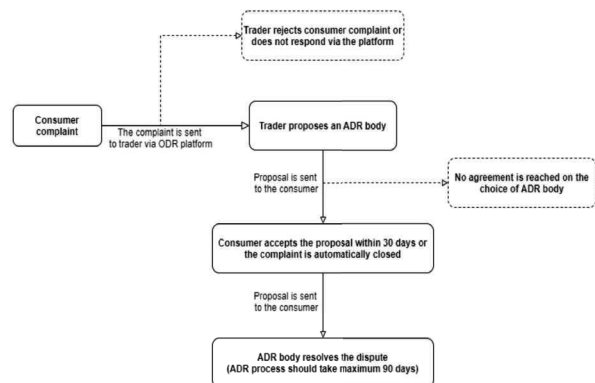 Trader rejects consumer complaint or
does not respond via the platform
Consumer
complaint
The complaint is sent
to trader via ODR platform
Trader proposes an ADR body
Proposal is sent
to the consumer
No agreement is reached on the
choice of ADR body
Consumer accepts the proposal within 30 days or
the complaint is automatically closed
Proposal is sent
to the consumer
ADR body resolves the dispute
(ADR process should take maximum 90 days)